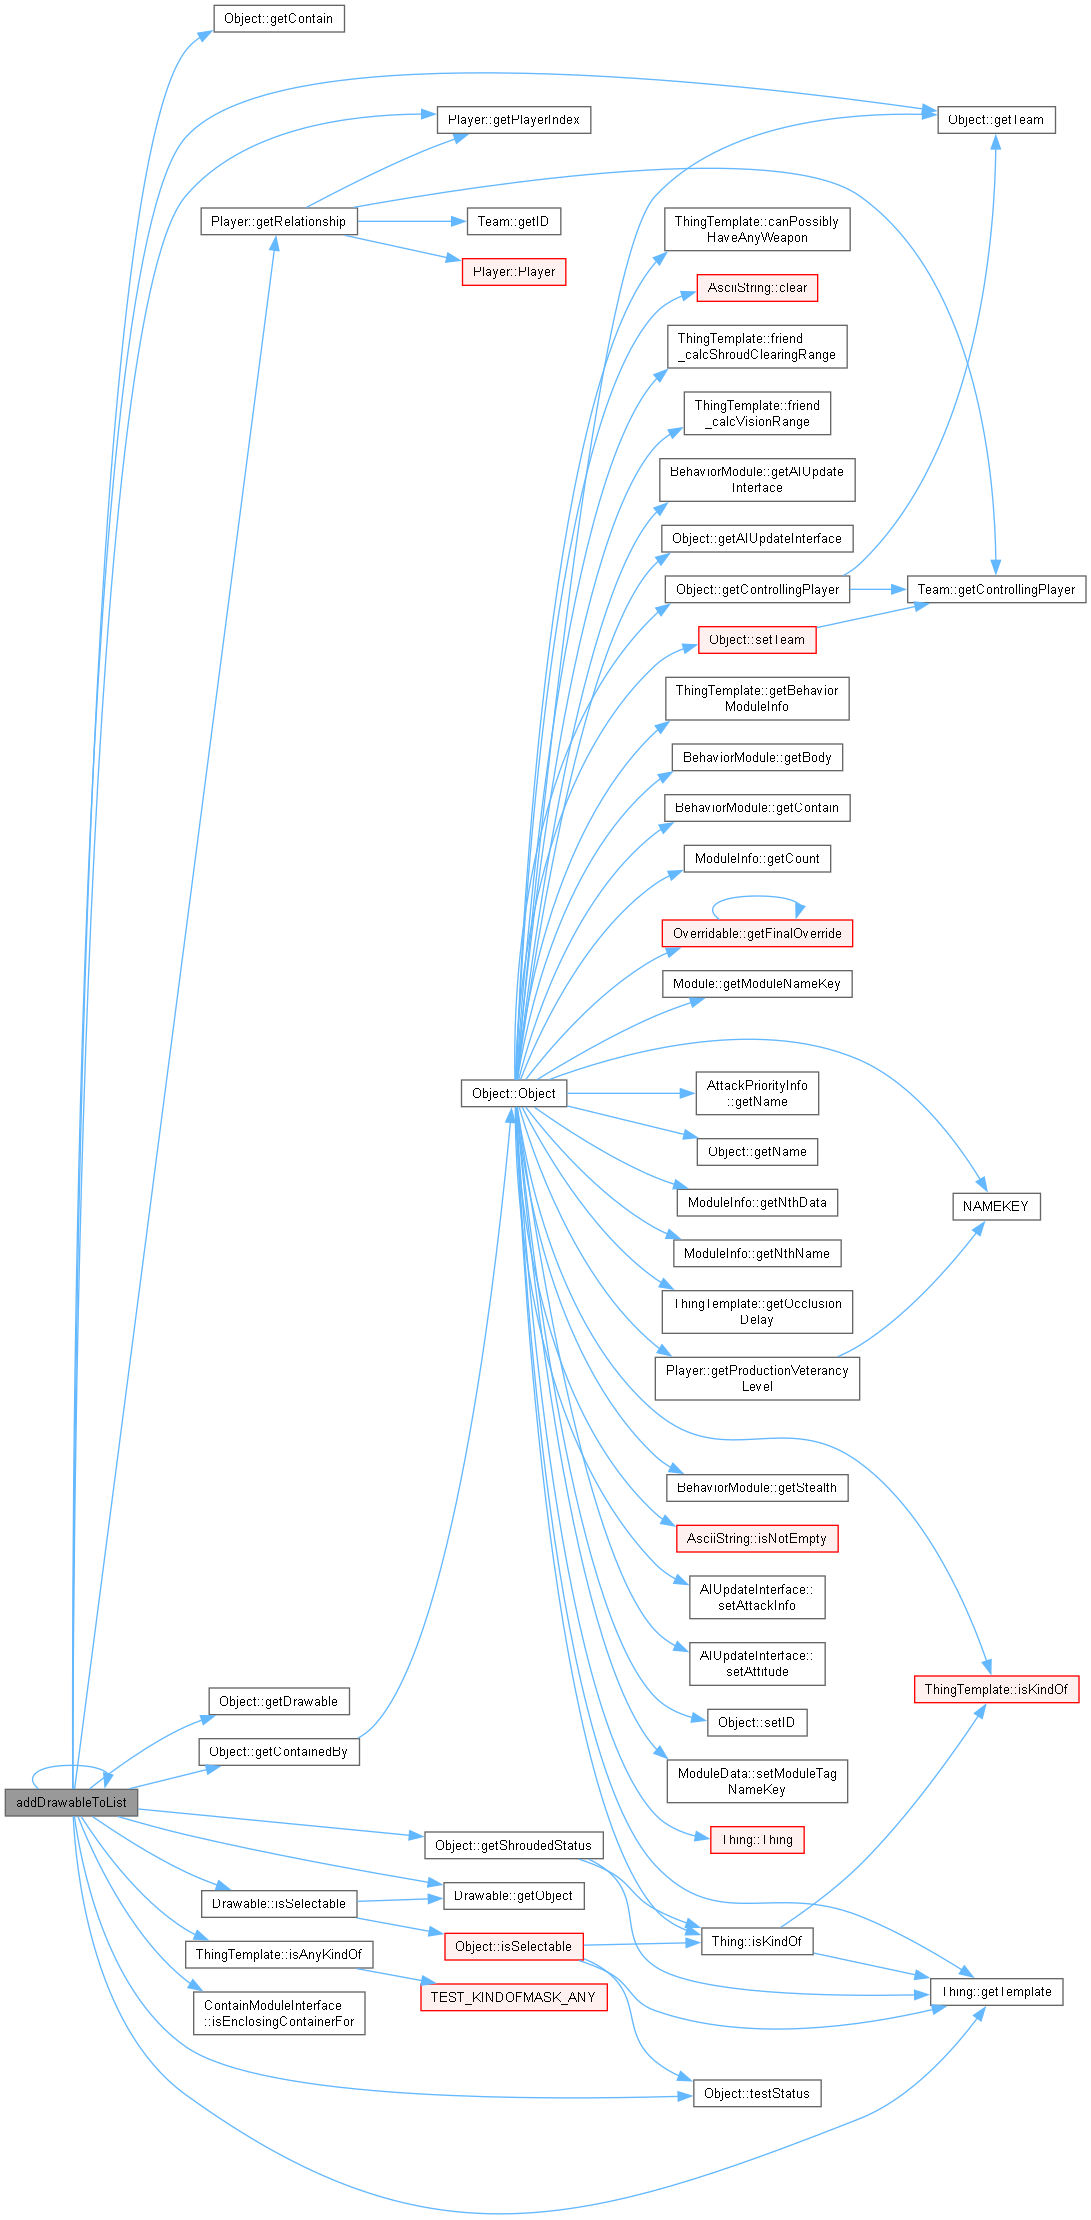 Object::getContain
Player::getPlayerIndex
Object::getTeam
Player::getRelationship
Team::getID
ThingTemplate::canPossibly
HaveAnyWeapon
Player::Player
AsciiString::clear
ThingTemplate::friend
_calcShroudClearingRange
ThingTemplate::friend
_calcVisionRange
BehaviorModule::getAIUpdate
Interface
Object::getAIUpdateInterface
Object::getControllingPlayer
Team::getControllingPlayer
Object::setTeam
ThingTemplate::getBehavior
ModuleInfo
BehaviorModule::getBody
BehaviorModule::getContain
ModuleInfo::getCount
Overridable::getFinalOverride
Module::getModuleNameKey
Object::Object
AttackPriorityInfo
::getName
Object::getName
ModuleInfo::getNthData
NAMEKEY
ModuleInfo::getNthName
ThingTemplate::getOcclusion
Delay
Player::getProductionVeterancy
Level
BehaviorModule::getStealth
AsciiString::isNotEmpty
AIUpdateInterface::
setAttackInfo
AIUpdateInterface::
setAttitude
ThingTemplate::isKindOf
Object::getDrawable
Object::setID
Object::getContainedBy
ModuleData::setModuleTag
NameKey
addDrawableToList
Thing::Thing
Object::getShroudedStatus
Drawable::getObject
Drawable::isSelectable
Thing::isKindOf
Object::isSelectable
ThingTemplate::isAnyKindOf
TEST_KINDOFMASK_ANY
Thing::getTemplate
ContainModuleInterface
::isEnclosingContainerFor
Object::testStatus